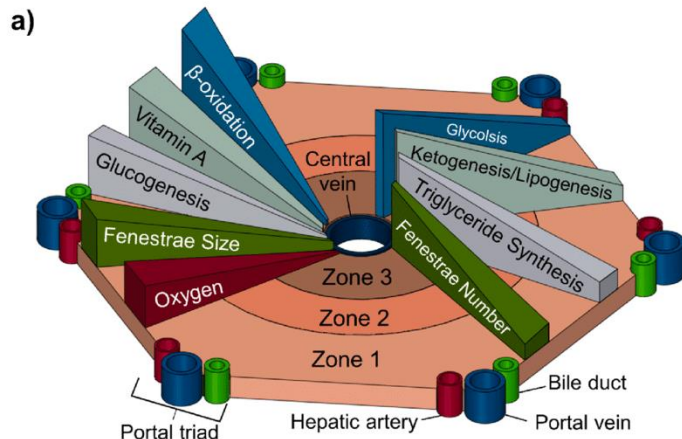 a)
β-oxidation
Vitamin A
Glucogenesis
Fenestrae Size
Oxygen
Central
vein
Glycolsis
Ketogenesis/Lipogenesis
Triglyceride Synthesis
Fenestrae Number
Zone 3
Zone 2
Zone 1
Portal triad
Hepatic artery
Bile duct
Portal vein